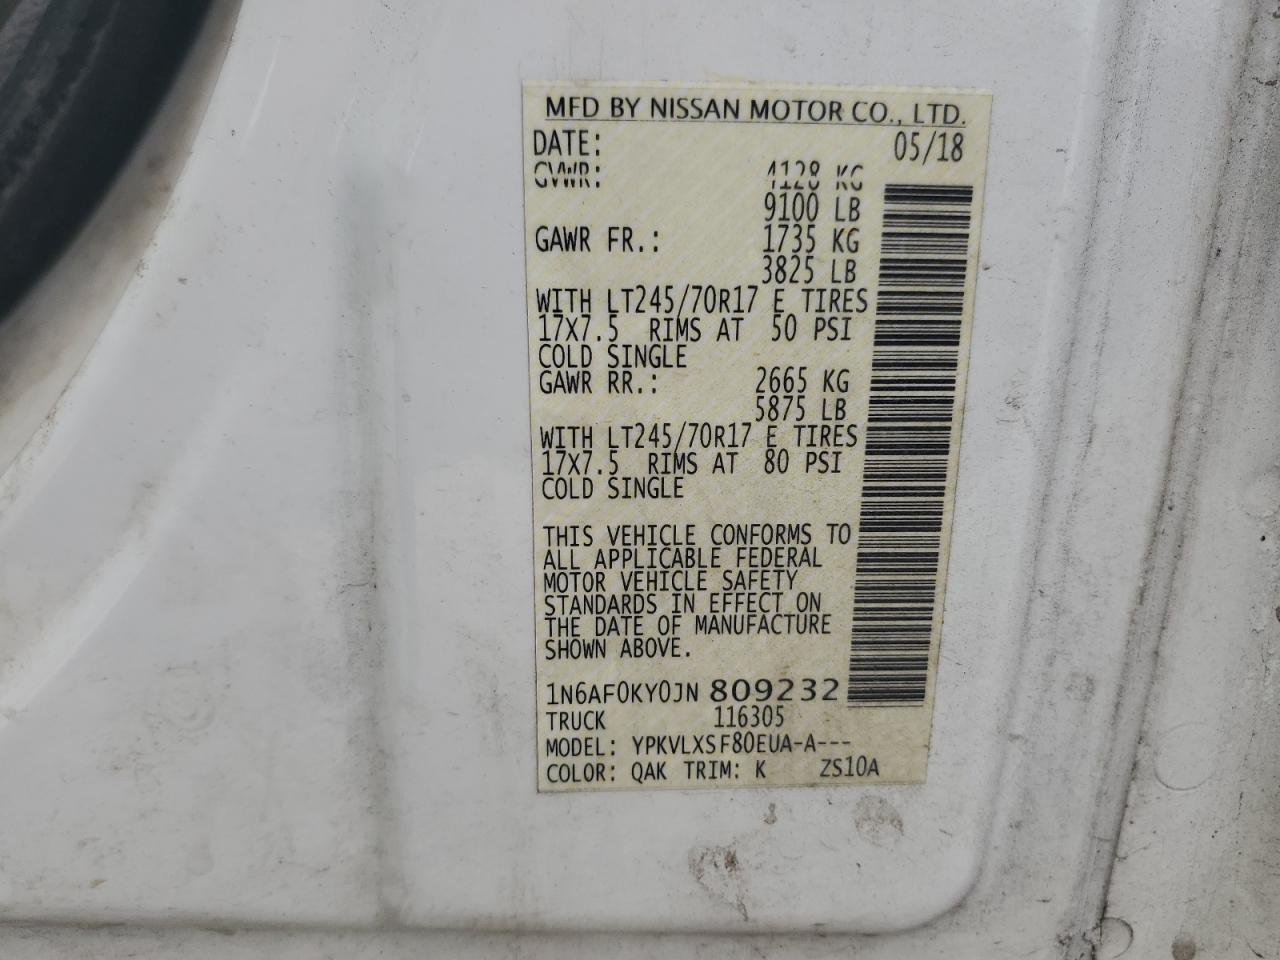 MFD BY NISSAN MOTOR CO., LTD.
DATE: 05/18
GVWR: 4128 KG
9100 LB
GAWR FR.: 1735 KG
3825 LB
WITH LT245/70R17 E TIRES
17X7.5 RIMS AT 50 PSI
COLD SINGLE
GAWR RR.: 2665 KG
5875 LB
WITH LT245/70R17 E TIRES
17X7.5 RIMS AT 80 PSI
COLD SINGLE
THIS VEHICLE CONFORMS TO
ALL APPLICABLE FEDERAL
MOTOR VEHICLE SAFETY
STANDARDS IN EFFECT ON
THE DATE OF MANUFACTURE
SHOWN ABOVE.
1N6AF0KY0JN 809232
TRUCK 116305
MODEL: YPKVLXSF80EUA-A---
COLOR: QAK TRIM: K ZS10A